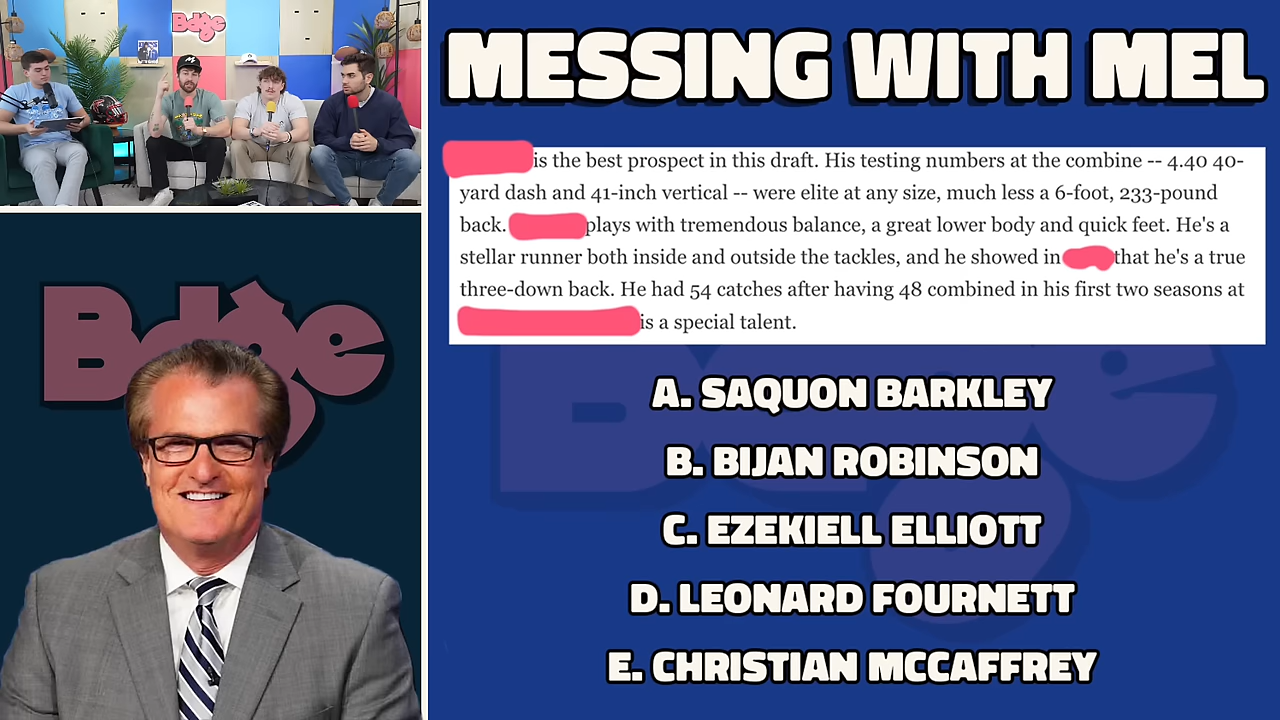 Bdge
MESSING WITH MEL
is the best prospect in this draft. His testing numbers at the combine -- 4.40 40-
yard dash and 41-inch vertical -- were elite at any size, much less a 6-foot, 233-pound
back. plays with tremendous balance, a great lower body and quick feet. He's a
stellar runner both inside and outside the tackles, and he showed in that he's a true
three-down back. He had 54 catches after having 48 combined in his first two seasons at
is a special talent.
Bdge
A. SAQUON BARKLEY
B. BIJAN ROBINSON
C. EZEKIELL ELLIOTT
D. LEONARD FOURNETT
E. CHRISTIAN MCCAFFREY